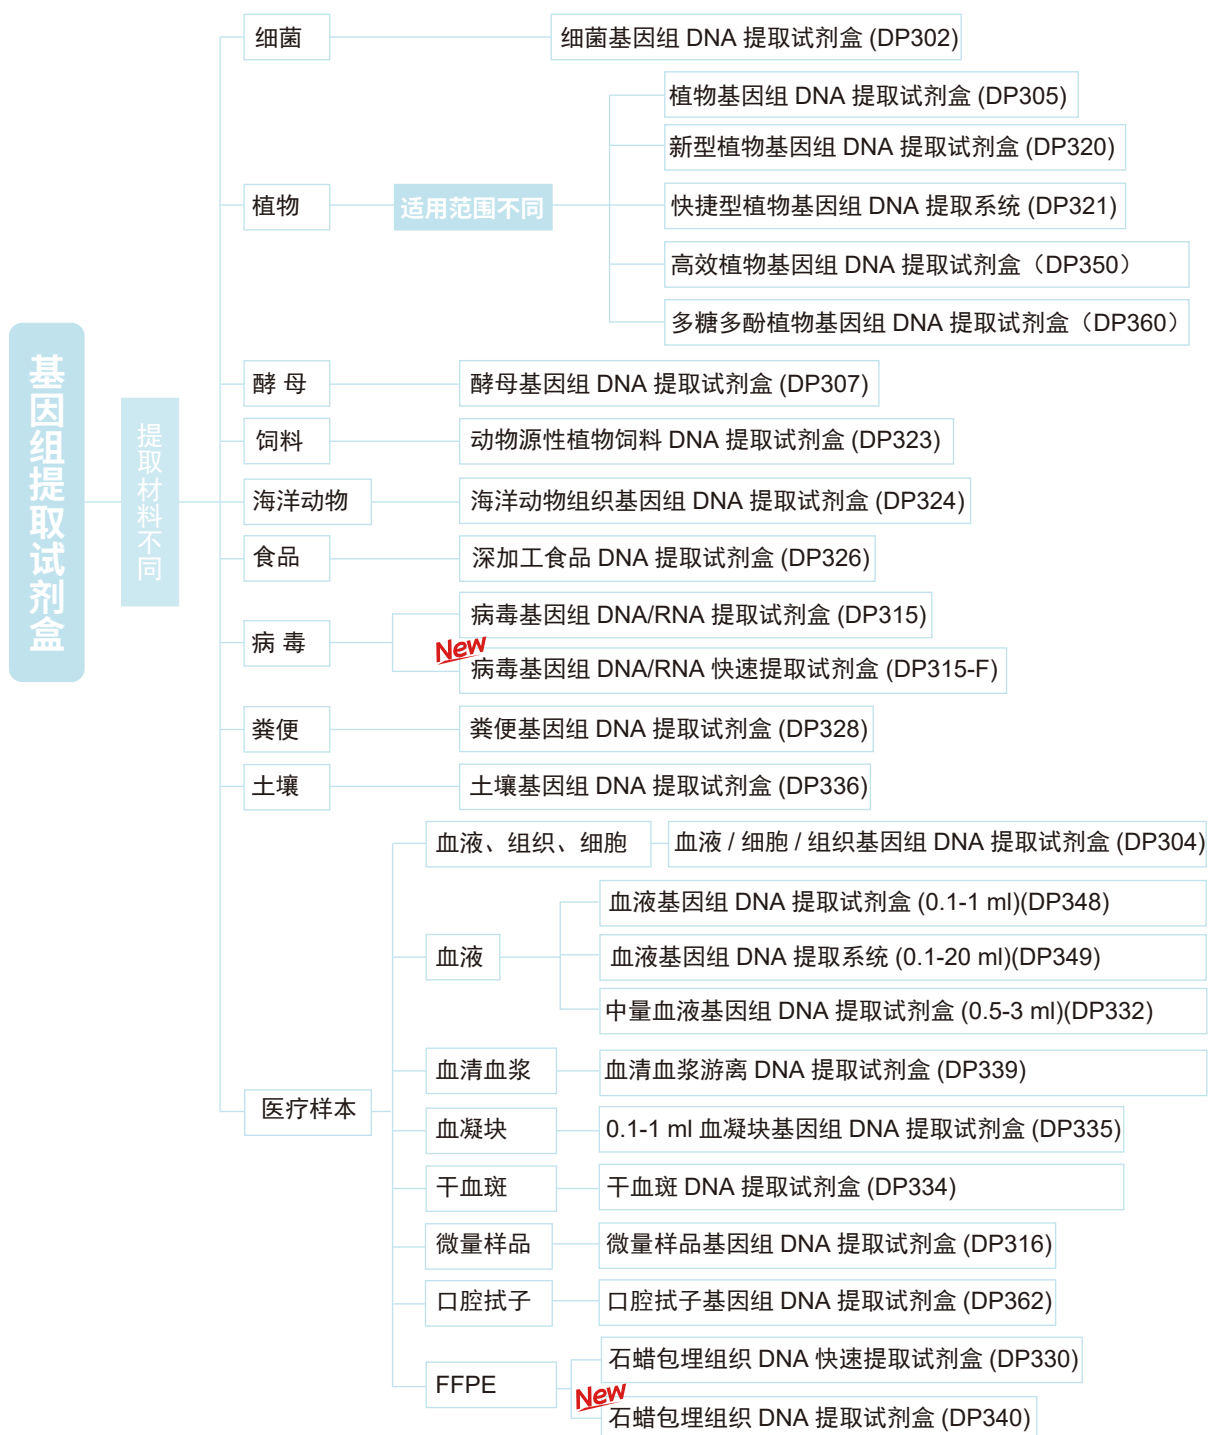 基因组提取试剂盒
提取材料不同
细菌
细菌基因组 DNA 提取试剂盒 (DP302)
植物
适用范围不同
植物基因组 DNA 提取试剂盒 (DP305)
新型植物基因组 DNA 提取试剂盒 (DP320)
快捷型植物基因组 DNA 提取系统 (DP321)
高效植物基因组 DNA 提取试剂盒（DP350）
多糖多酚植物基因组 DNA 提取试剂盒（DP360）
酵 母
酵母基因组 DNA 提取试剂盒 (DP307)
饲料
动物源性植物饲料 DNA 提取试剂盒 (DP323)
海洋动物
海洋动物组织基因组 DNA 提取试剂盒 (DP324)
食品
深加工食品 DNA 提取试剂盒 (DP326)
病 毒
病毒基因组 DNA/RNA 提取试剂盒 (DP315)
New
病毒基因组 DNA/RNA 快速提取试剂盒 (DP315-F)
粪便
粪便基因组 DNA 提取试剂盒 (DP328)
土壤
土壤基因组 DNA 提取试剂盒 (DP336)
医疗样本
血液、组织、细胞
血液 / 细胞 / 组织基因组 DNA 提取试剂盒 (DP304)
血液
血液基因组 DNA 提取试剂盒 (0.1-1 ml)(DP348)
血液基因组 DNA 提取系统 (0.1-20 ml)(DP349)
中量血液基因组 DNA 提取试剂盒 (0.5-3 ml)(DP332)
血清血浆
血清血浆游离 DNA 提取试剂盒 (DP339)
血凝块
0.1-1 ml 血凝块基因组 DNA 提取试剂盒 (DP335)
干血斑
干血斑 DNA 提取试剂盒 (DP334)
微量样品
微量样品基因组 DNA 提取试剂盒 (DP316)
口腔拭子
口腔拭子基因组 DNA 提取试剂盒 (DP362)
FFPE
石蜡包埋组织 DNA 快速提取试剂盒 (DP330)
New
石蜡包埋组织 DNA 提取试剂盒 (DP340)